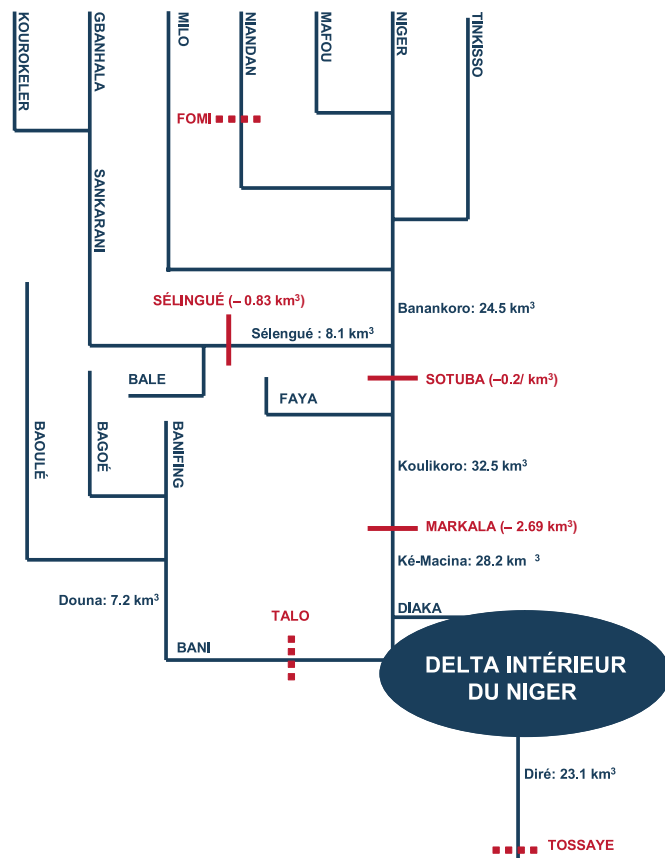 KOUROKELER
GBANHALA
MILO
NIANDAN
MAFOU
NIGER
TINKISSO
FOMI
SANKARANI
SÉLINGUÉ (– 0.83 km³)
Banankoro: 24.5 km³
Sélengué : 8.1 km³
BALE
SOTUBA (–0.2/ km³)
FAYA
BAOULÉ
BAGOÉ
BANIFING
Koulikoro: 32.5 km³
MARKALA (– 2.69 km³)
Ké-Macina: 28.2 km ³
Douna: 7.2 km³
TALO
DIAKA
BANI
DELTA INTÉRIEUR
DU NIGER
Diré: 23.1 km³
TOSSAYE